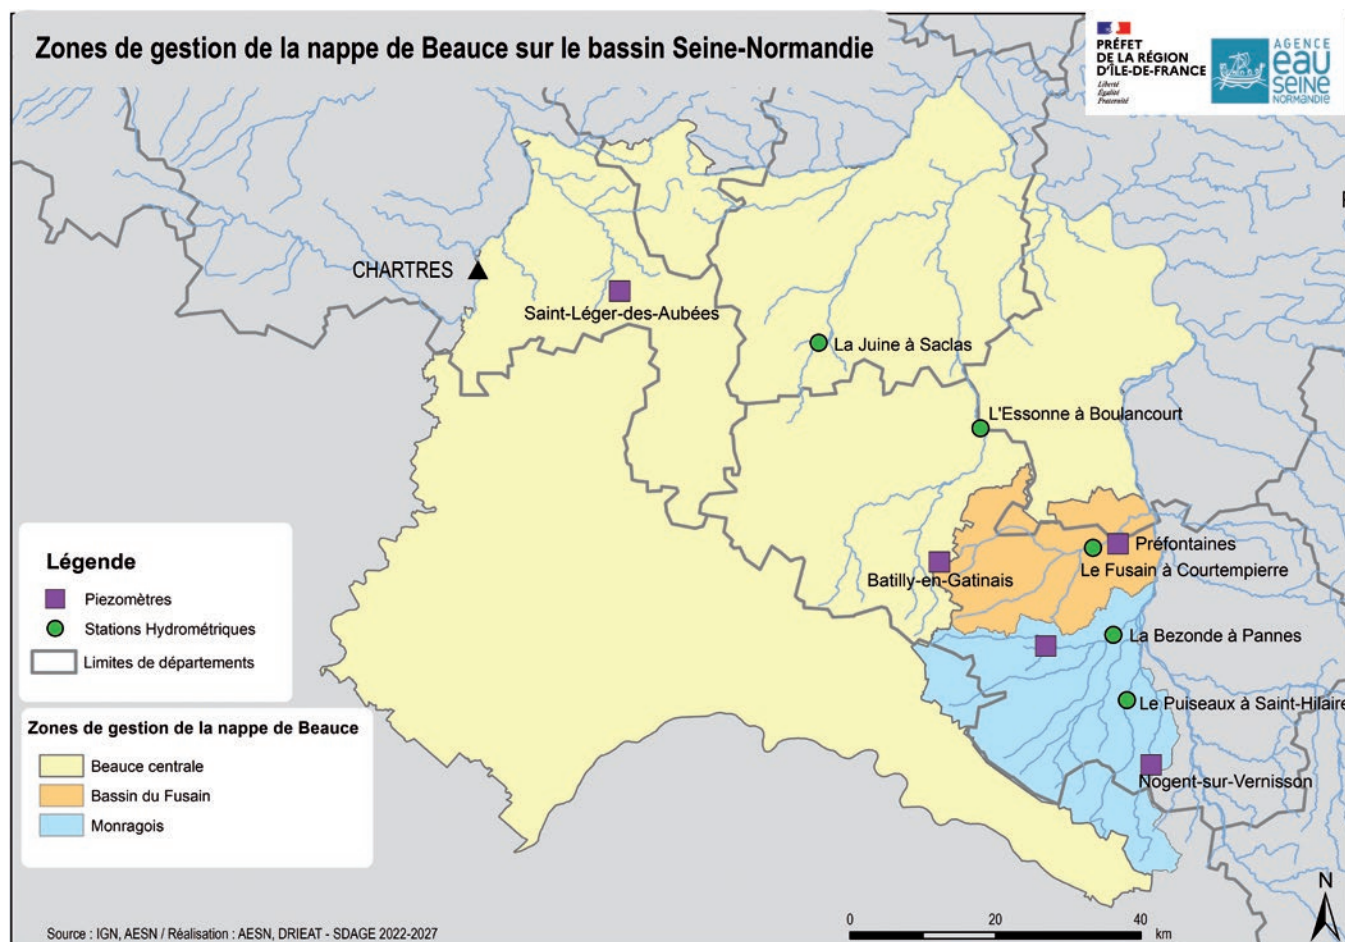 Zones de gestion de la nappe de Beauce sur le bassin Seine-Normandie
PRÉFET
DE LA RÉGION
D'ÎLE-DE-FRANCE
Liberté
Égalité
Fraternité
AGENCE
eau
SEINE
NORMANDIE
CHARTRES
Saint-Léger-des-Aubées
La Juine à Saclas
L'Essonne à Boulancourt
Préfontaines
Batilly-en-Gatinais
Le Fusain à Courtempierre
La Bezonde à Pannes
Le Puiseaux à Saint-Hilaire
Nogent-sur-Vernisson
Légende
Piezomètres
Stations Hydrométriques
Limites de départements
Zones de gestion de la nappe de Beauce
Beauce centrale
Bassin du Fusain
Monragois
N
0 20 40
km
Source : IGN, AESN / Réalisation : AESN, DRIEAT - SDAGE 2022-2027